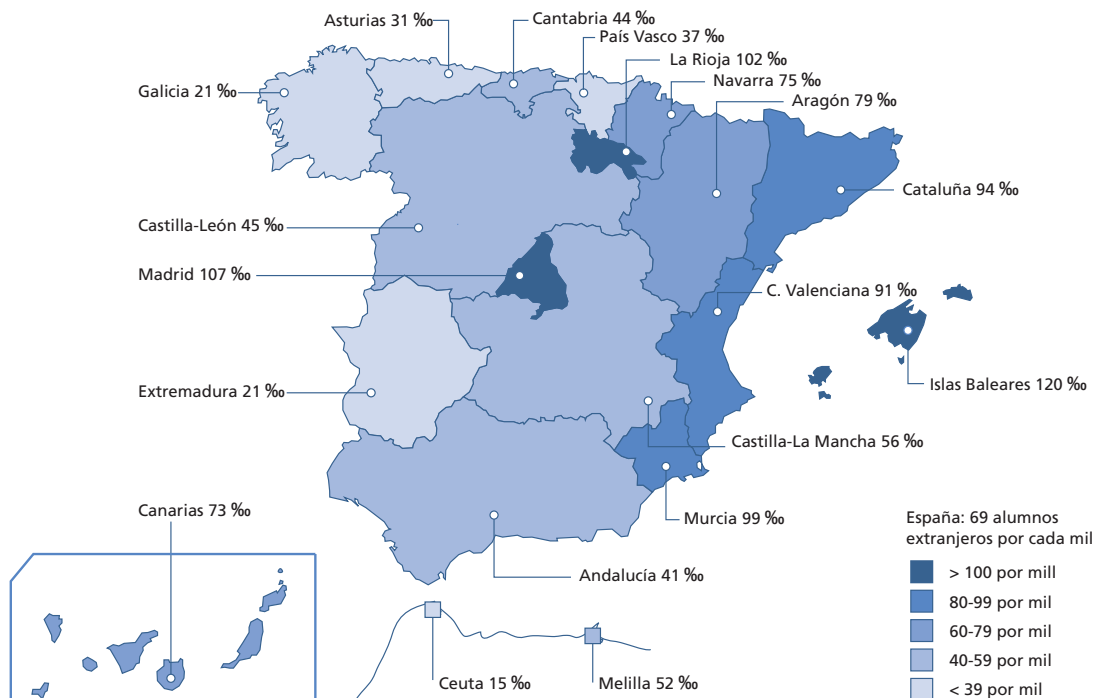 Asturias 31 ‰
Cantabria 44 ‰
País Vasco 37 ‰
La Rioja 102 ‰
Navarra 75 ‰
Galicia 21 ‰
Aragón 79 ‰
Cataluña 94 ‰
Castilla-León 45 ‰
Madrid 107 ‰
C. Valenciana 91 ‰
Extremadura 21 ‰
Islas Baleares 120 ‰
Castilla-La Mancha 56 ‰
Canarias 73 ‰
Murcia 99 ‰
Andalucía 41 ‰
Ceuta 15 ‰
Melilla 52 ‰
España: 69 alumnos
extranjeros por cada mil
> 100 por mill
80-99 por mil
60-79 por mil
40-59 por mil
< 39 por mil